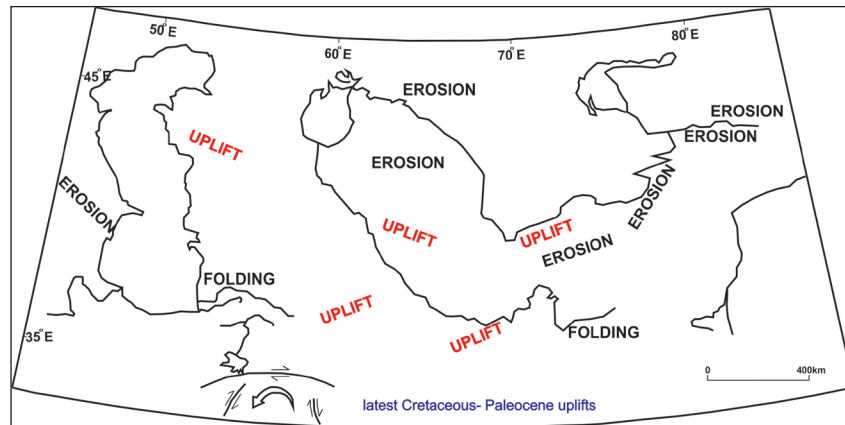 50°E
60°E
70°E
80°E
45°E
EROSION
EROSION
EROSION
UPLIFT
EROSION
EROSION
EROSION
UPLIFT
UPLIFT
EROSION
FOLDING
UPLIFT
35°E
UPLIFT
FOLDING
0
400km
latest Cretaceous- Paleocene uplifts